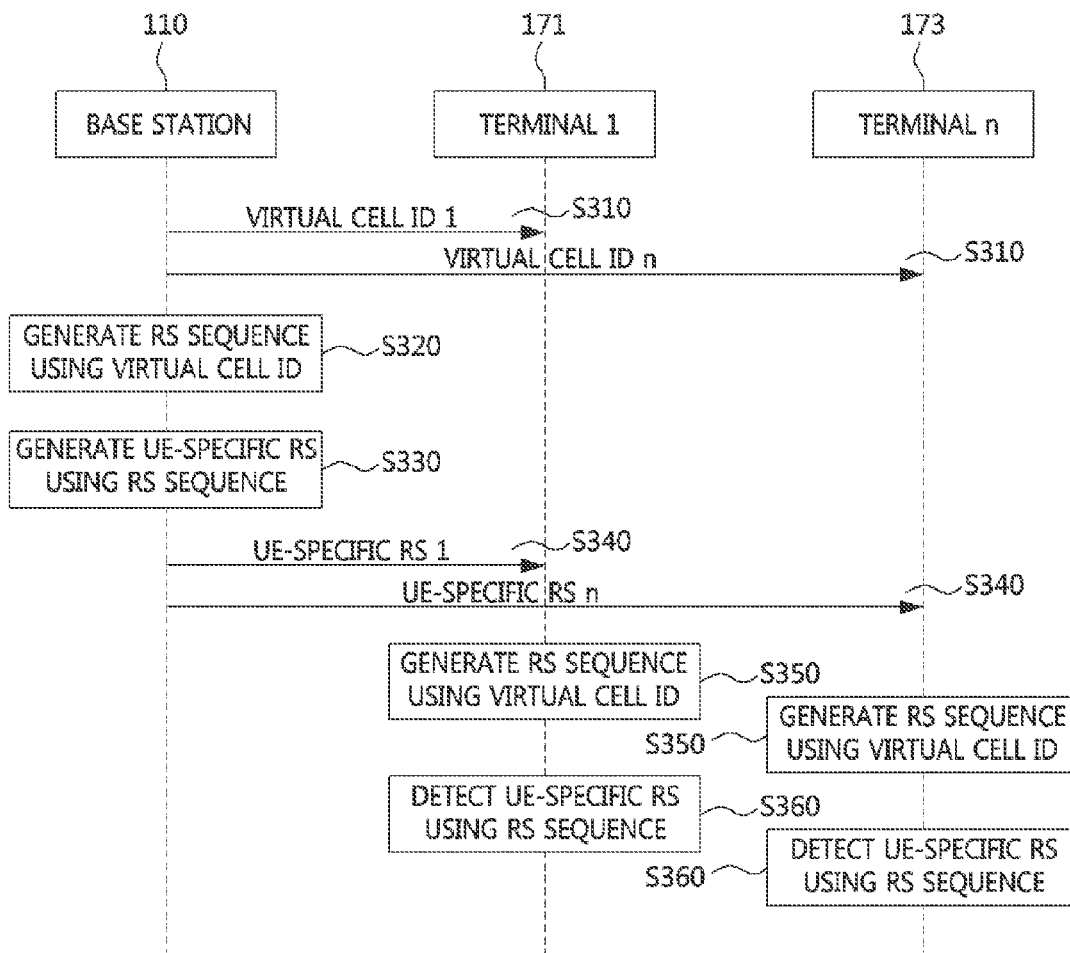 110
171
173
BASE STATION
TERMINAL 1
TERMINAL n
VIRTUAL CELL ID 1
S310
VIRTUAL CELL ID n
S310
GENERATE RS SEQUENCE
USING VIRTUAL CELL ID
S320
GENERATE UE-SPECIFIC RS
USING RS SEQUENCE
S330
UE-SPECIFIC RS 1
S340
UE-SPECIFIC RS n
S340
GENERATE RS SEQUENCE
USING VIRTUAL CELL ID
S350
GENERATE RS SEQUENCE
USING VIRTUAL CELL ID
S350
DETECT UE-SPECIFIC RS
USING RS SEQUENCE
S360
DETECT UE-SPECIFIC RS
USING RS SEQUENCE
S360